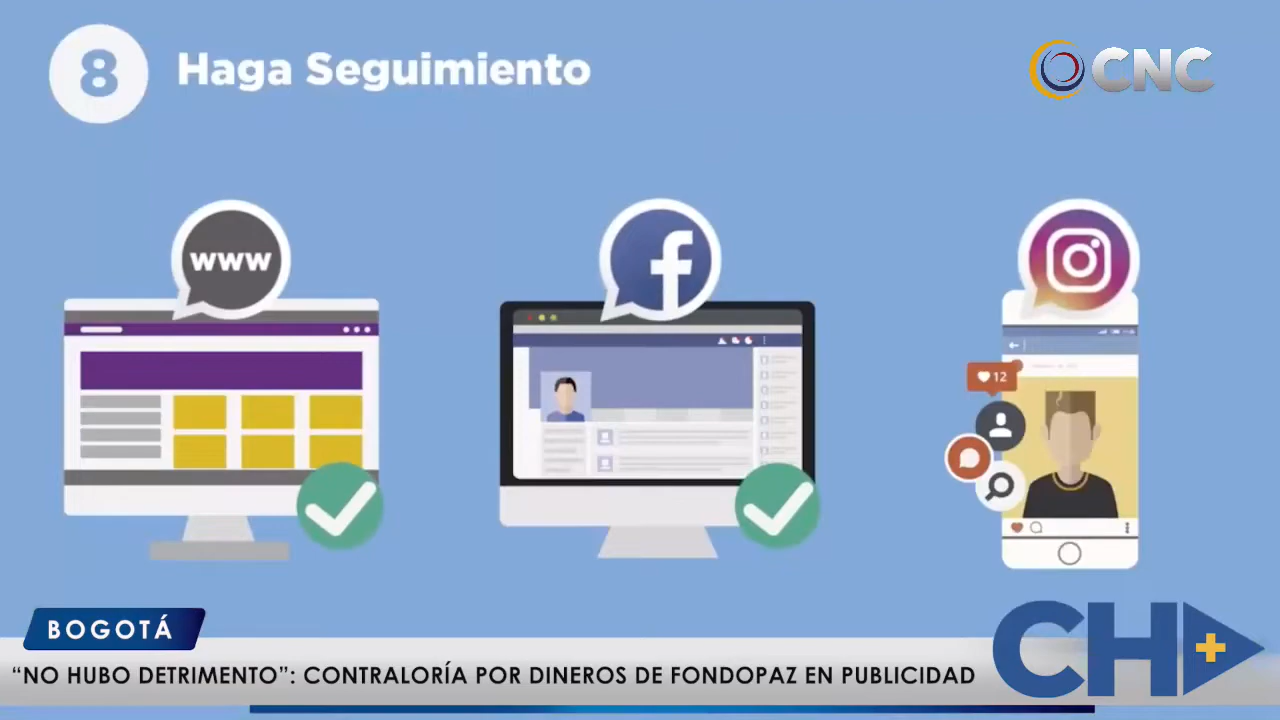 8 Haga Seguimiento
CNC
www
f
12
BOGOTÁ
“NO HUBO DETRIMENTO”: CONTRALORÍA POR DINEROS DE FONDOPAZ EN PUBLICIDAD
CH+